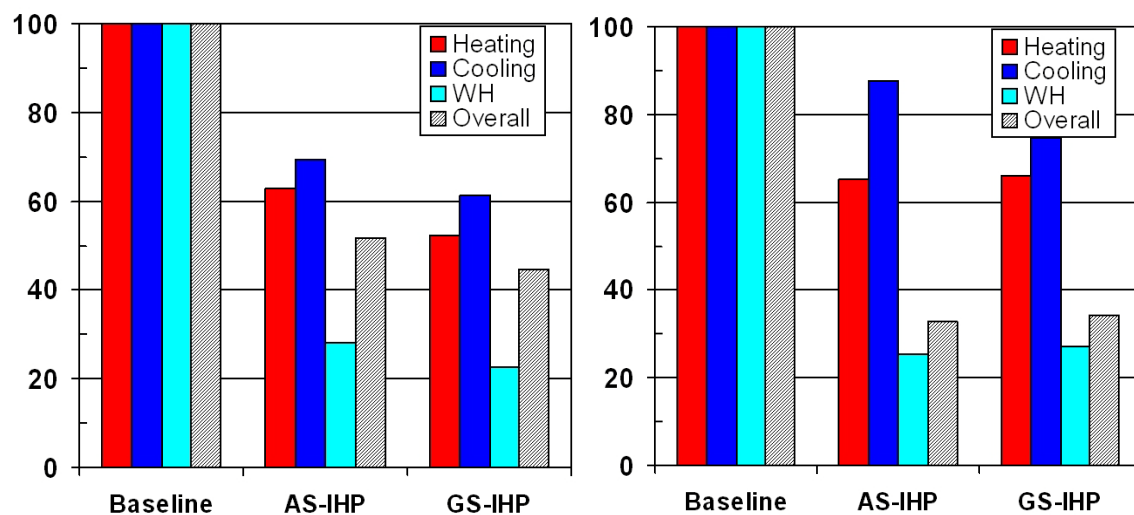 100
80
60
40
20
0
Heating
Cooling
WH
Overall
Baseline AS-IHP GS-IHP
100
80
60
40
20
0
Heating
Cooling
WH
Overall
Baseline AS-IHP GS-IHP